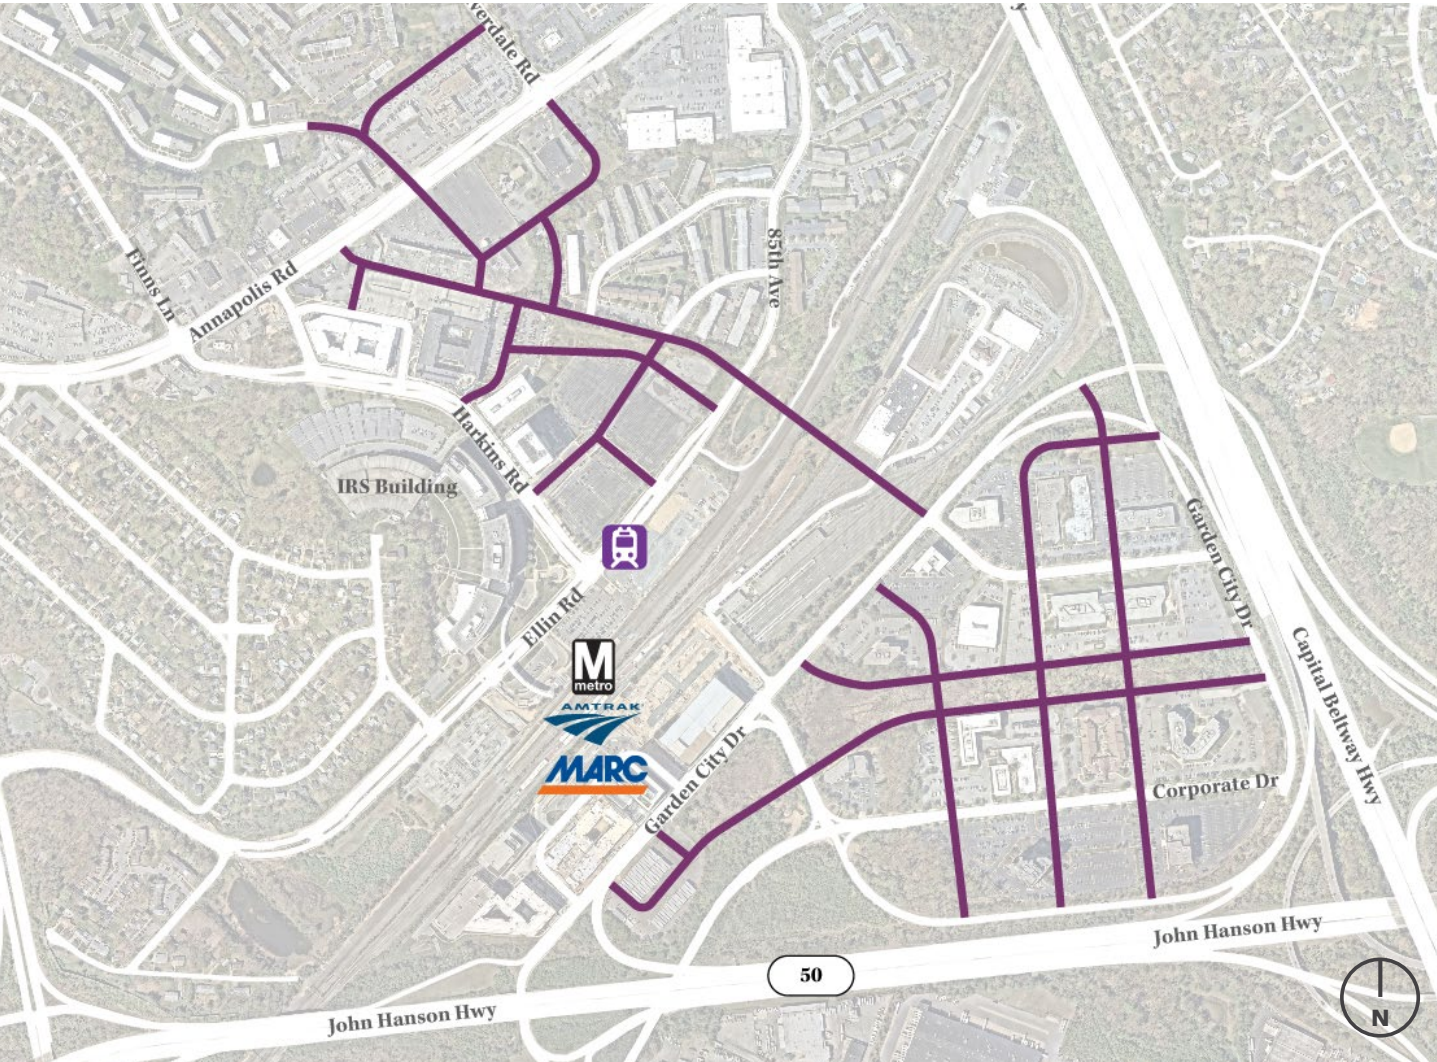 verdale Rd
85th Ave
Finns Ln
Annapolis Rd
Harkins Rd
IRS Building
Garden City Dr
Ellin Rd
M
metro
AMTRAK
MARC
Garden City Dr
Capital Beltway Hwy
Corporate Dr
John Hanson Hwy
50
John Hanson Hwy
N